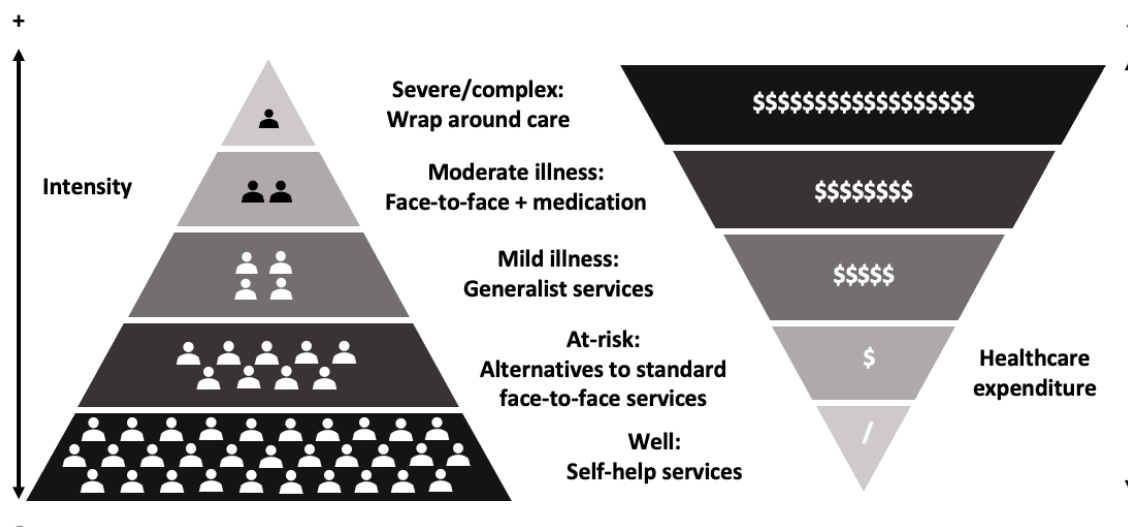 +
Intensity
Severe/complex:
Wrap around care
Moderate illness:
Face-to-face + medication
Mild illness:
Generalist services
At-risk:
Alternatives to standard
face-to-face services
Well:
Self-help services
$$$$$$$$$$$$$$$$$$
$$$$$$$$
$$$$$
$
/
Healthcare
expenditure